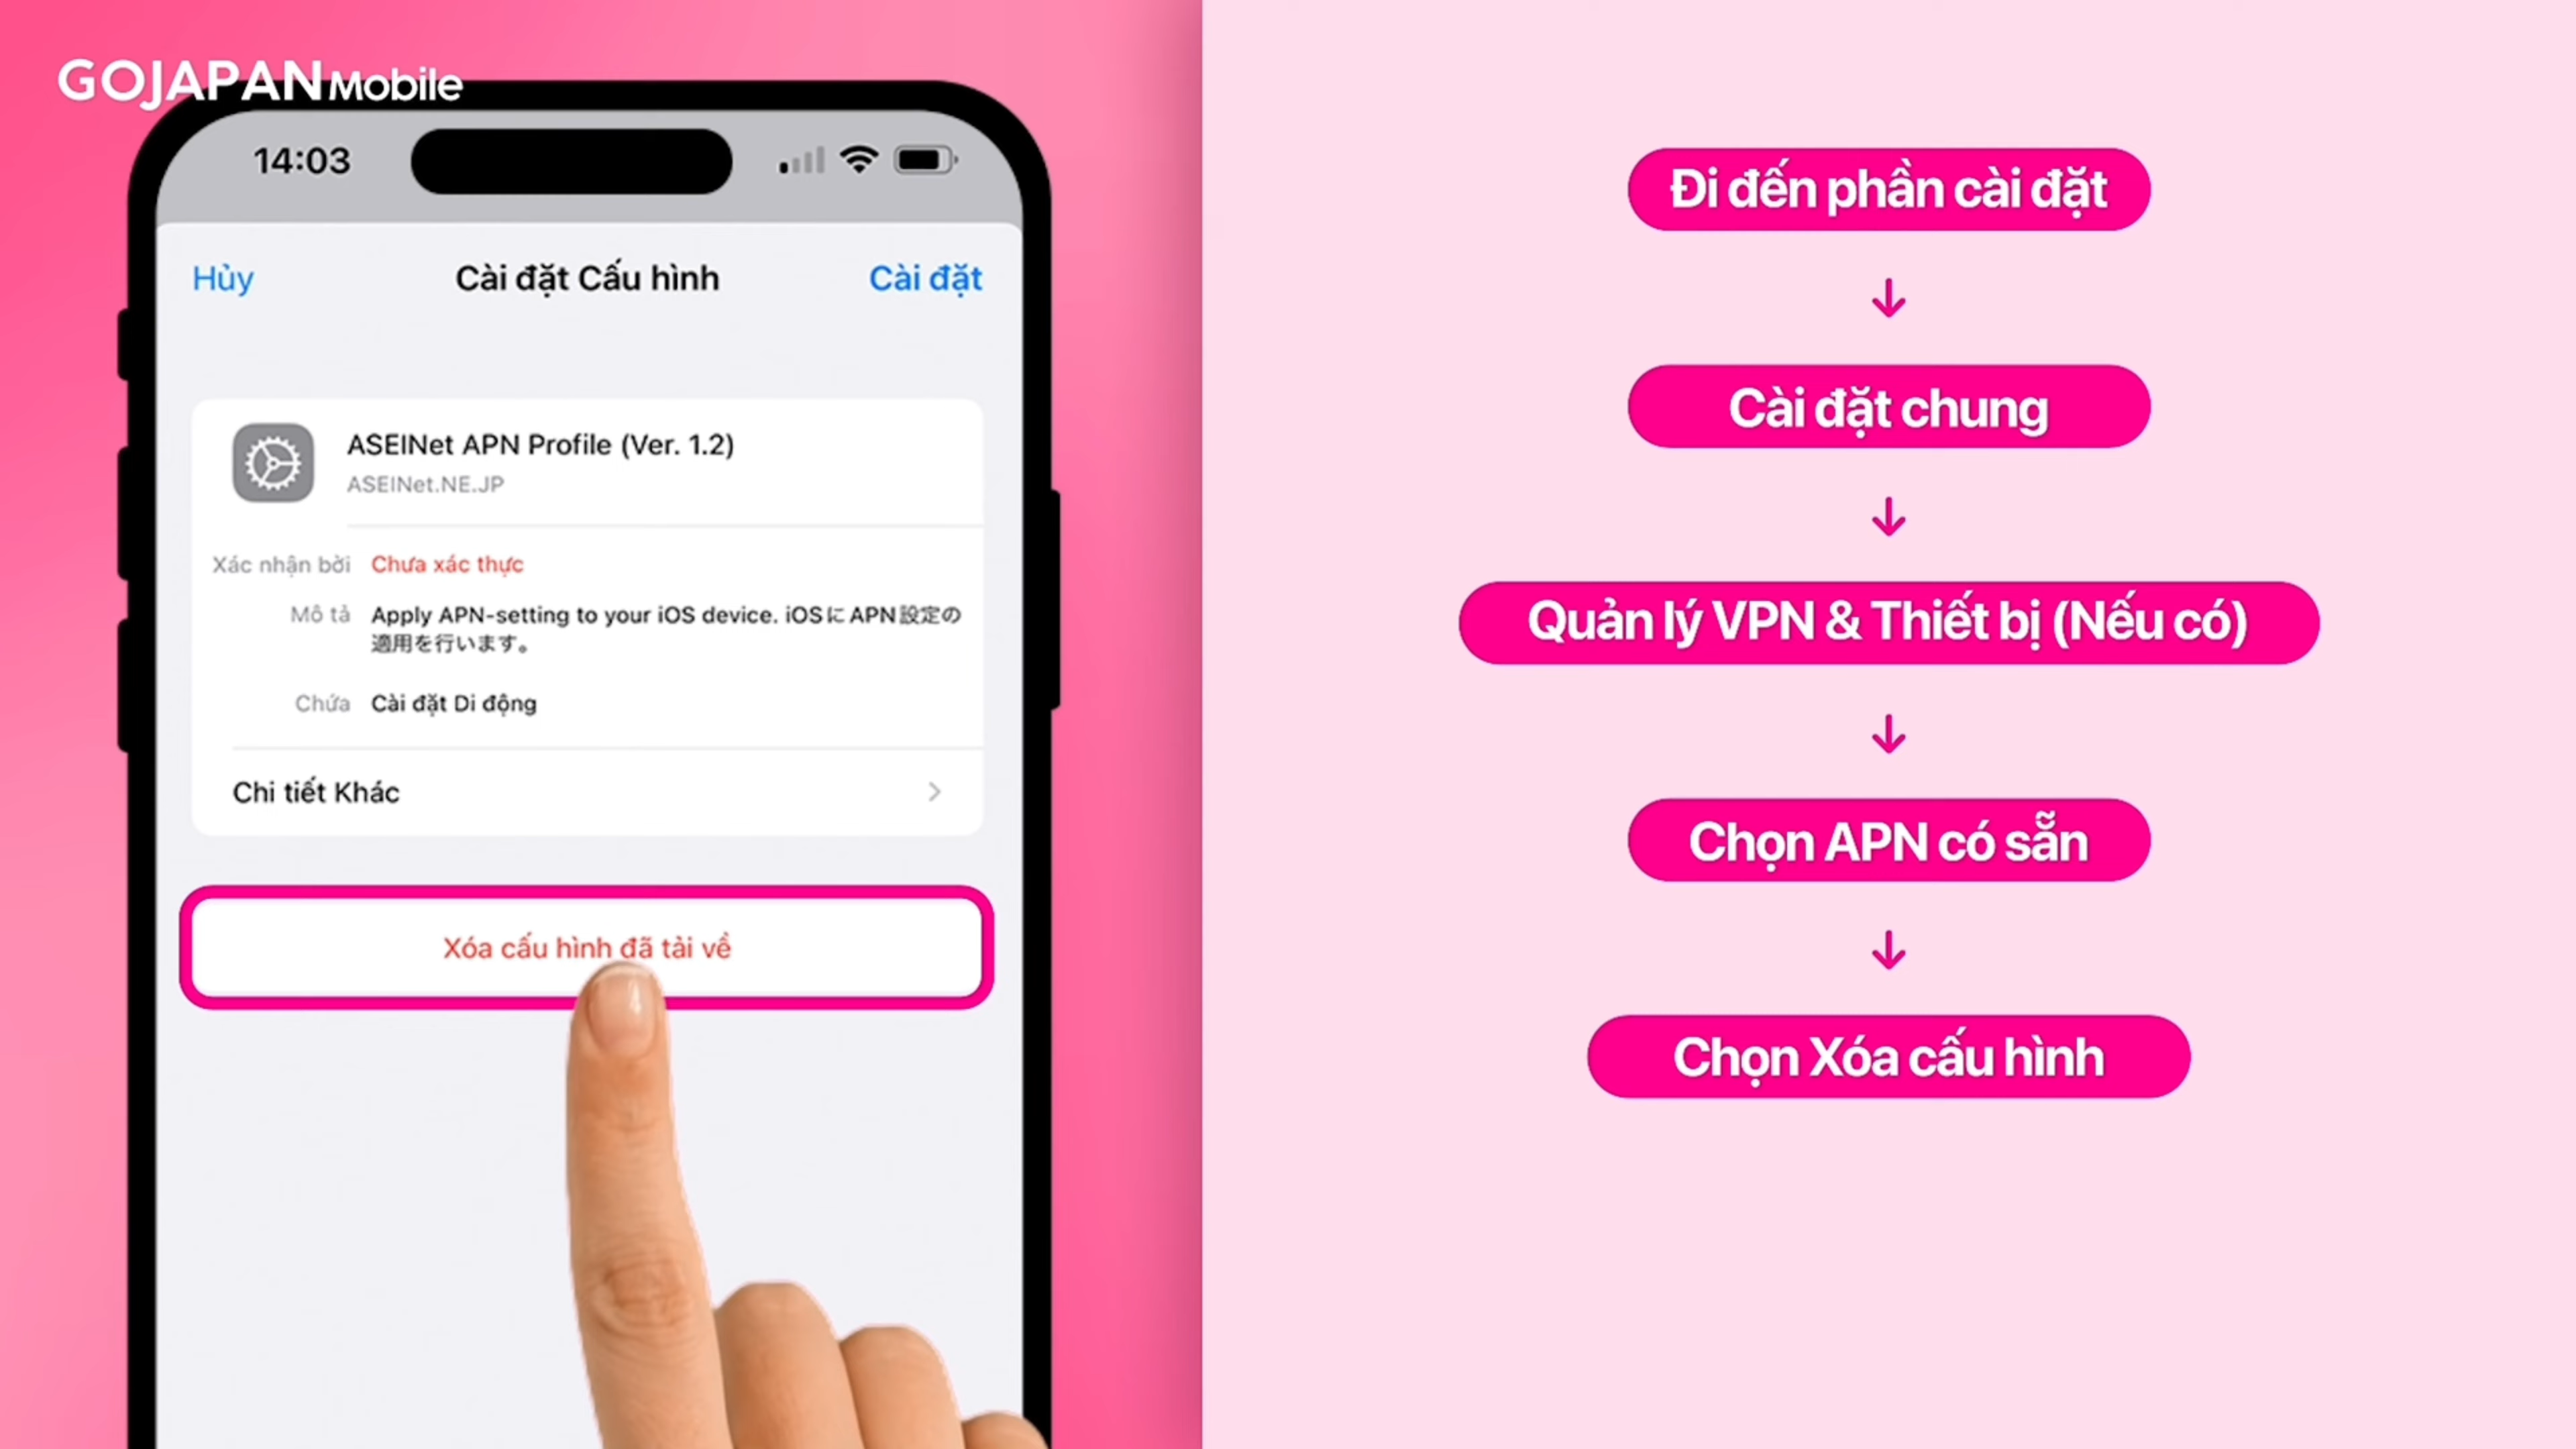 GOJAPAN Mobile
14:03
Hủy
Cài đặt Cấu hình
Cài đặt
ASEINet APN Profile (Ver. 1.2)
ASEINet.NE.JP
Xác nhận bởi Chưa xác thực
Mô tả Apply APN-setting to your iOS device. iOSにAPN設定の
適用を行います。
Chứa Cài đặt Di động
Chi tiết Khác
Xóa cấu hình đã tải về
Đi đến phần cài đặt
Cài đặt chung
Quản lý VPN & Thiết bị (Nếu có)
Chọn APN có sẵn
Chọn Xóa cấu hình